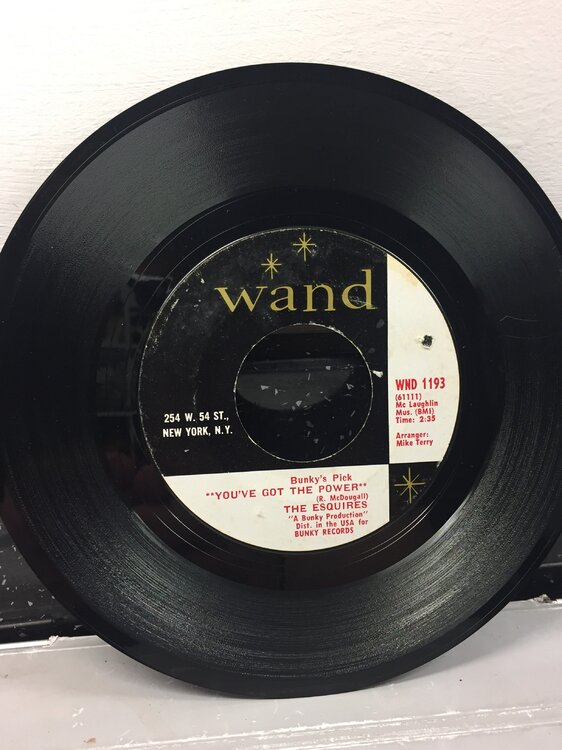 wand
254 W. 54 ST.,
NEW YORK, N.Y.
WND 1193
(61111)
Mc Laughlin
Mus. (BMI)
Time: 2:35
Arranger:
Mike Terry
Bunky's Pick
**YOU'VE GOT THE POWER**
(R. McDougall)
THE ESQUIRES
"A Bunky Production"
Dist. in the USA for
BUNKY RECORDS